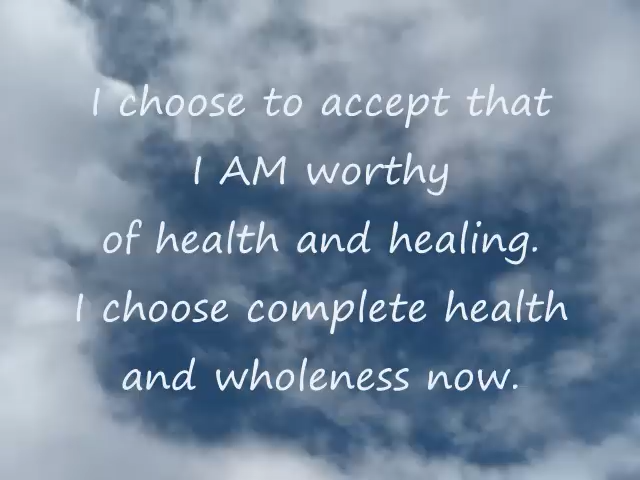 I choose to accept that
I AM worthy
of health and healing.
I choose complete health
and wholeness now.